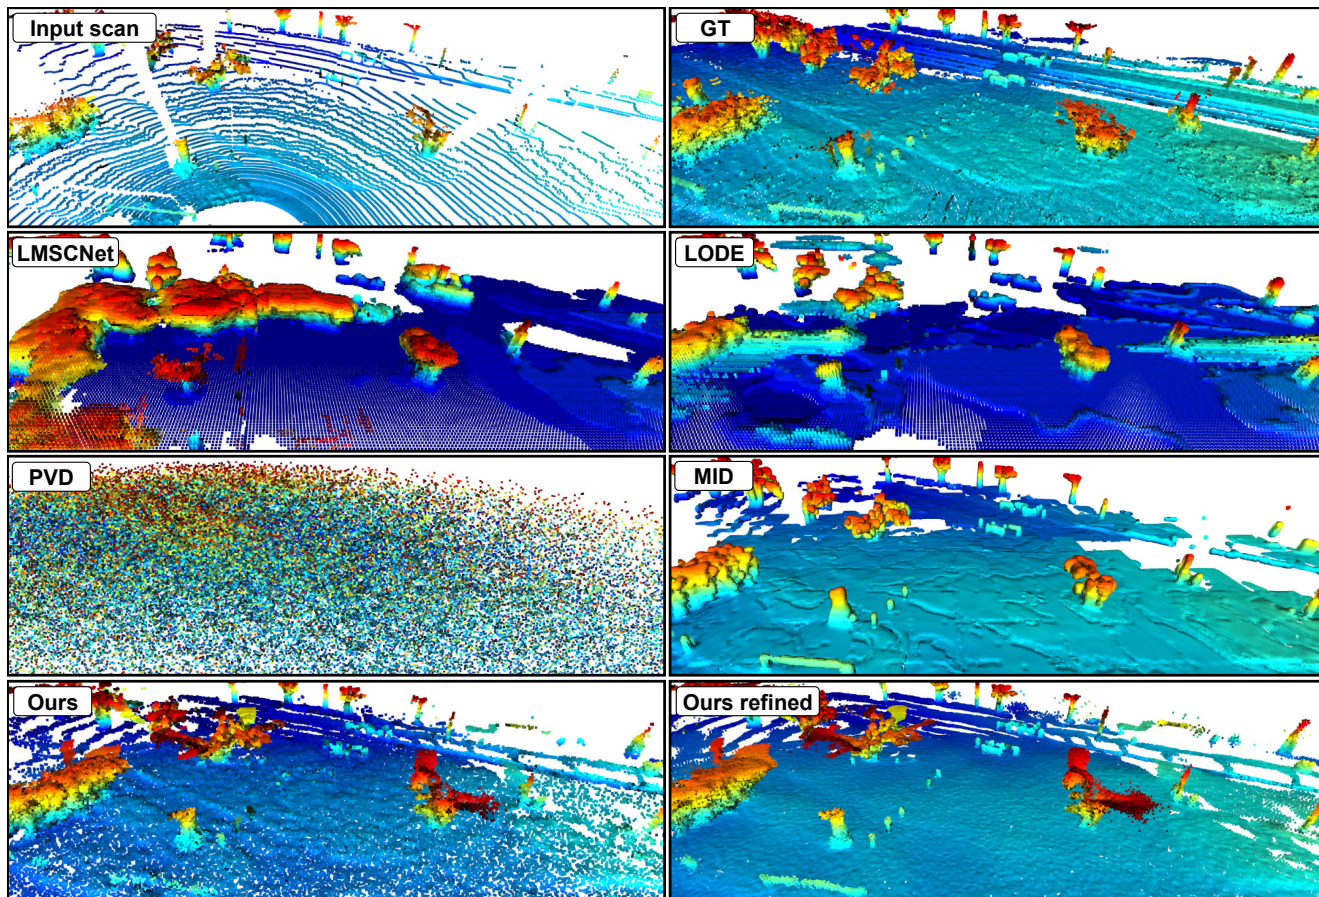 Input scan
GT
LMSCNet
LODE
PVD
MID
Ours
Ours refined